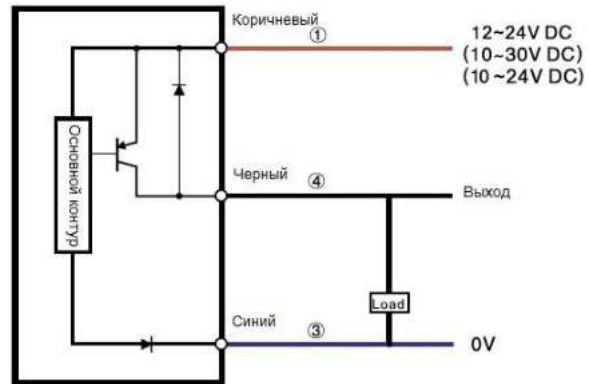 Коричневый
①
12~24V DC
(10~30V DC)
(10~24V DC)
Основной контур
Черный
④
Выход
Load
Синий
③
0V